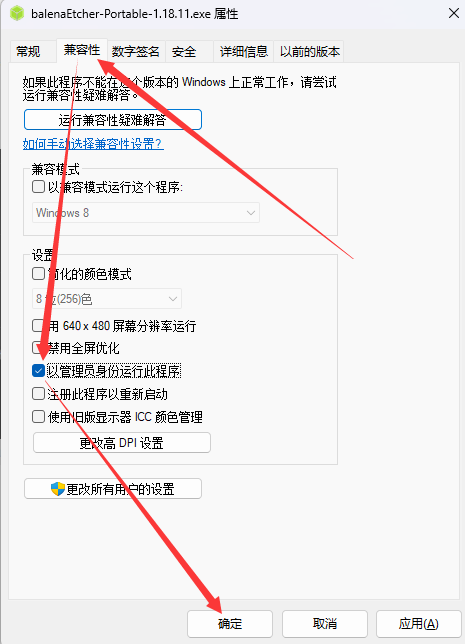 balenaEtcher-Portable-1.18.11.exe 属性
常规 兼容性 数字签名 安全 详细信息 以前的版本
如果此程序不能在这个版本的 Windows 上正常工作，请尝试
运行兼容性疑难解答。
运行兼容性疑难解答
如何手动选择兼容性设置?
兼容模式
以兼容模式运行这个程序:
Windows 8
设置
简化的颜色模式
8 位(256)色
用 640 x 480 屏幕分辨率运行
禁用全屏优化
以管理员身份运行此程序
注册此程序以重新启动
使用旧版显示器 ICC 颜色管理
更改高 DPI 设置
更改所有用户的设置
确定 取消 应用(A)